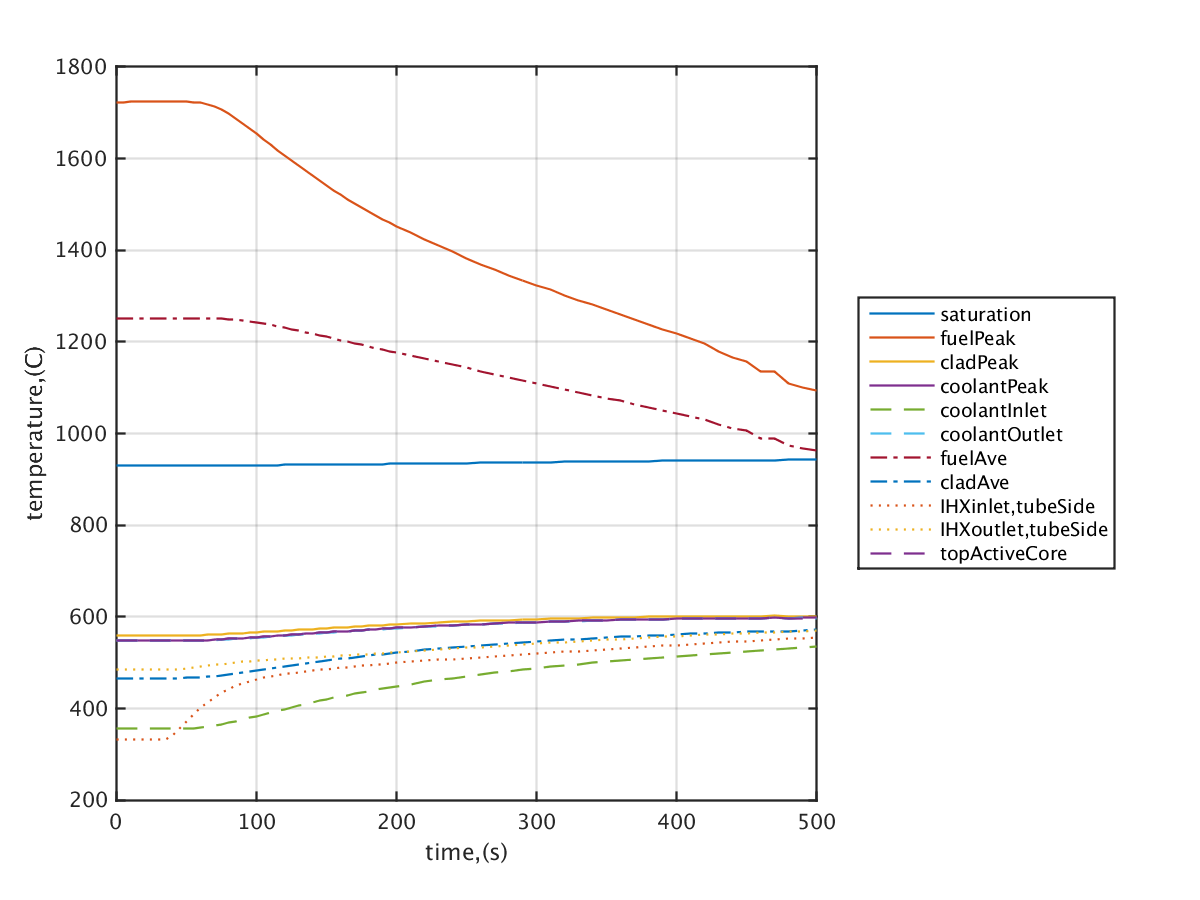 1800
1600
1400
1200
1000
800
600
400
200
temperature,(C)
0 100 200 300 400 500
time,(s)
saturation
fuelPeak
cladPeak
coolantPeak
coolantInlet
coolantOutlet
fuelAve
cladAve
IHXinlet,tubeSide
IHXoutlet,tubeSide
topActiveCore